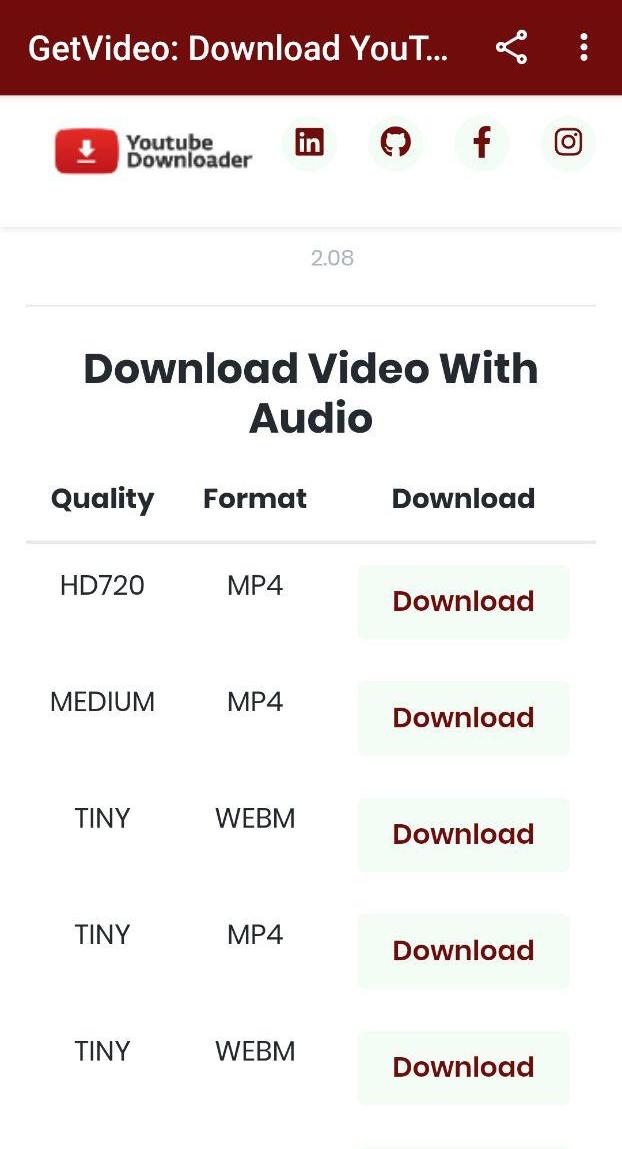 GetVideo: Download YouT...
Youtube
Downloader
in
2.08
Download Video With
Audio
Quality Format Download
HD720 MP4 Download
MEDIUM MP4 Download
TINY WEBM Download
TINY MP4 Download
TINY WEBM Download